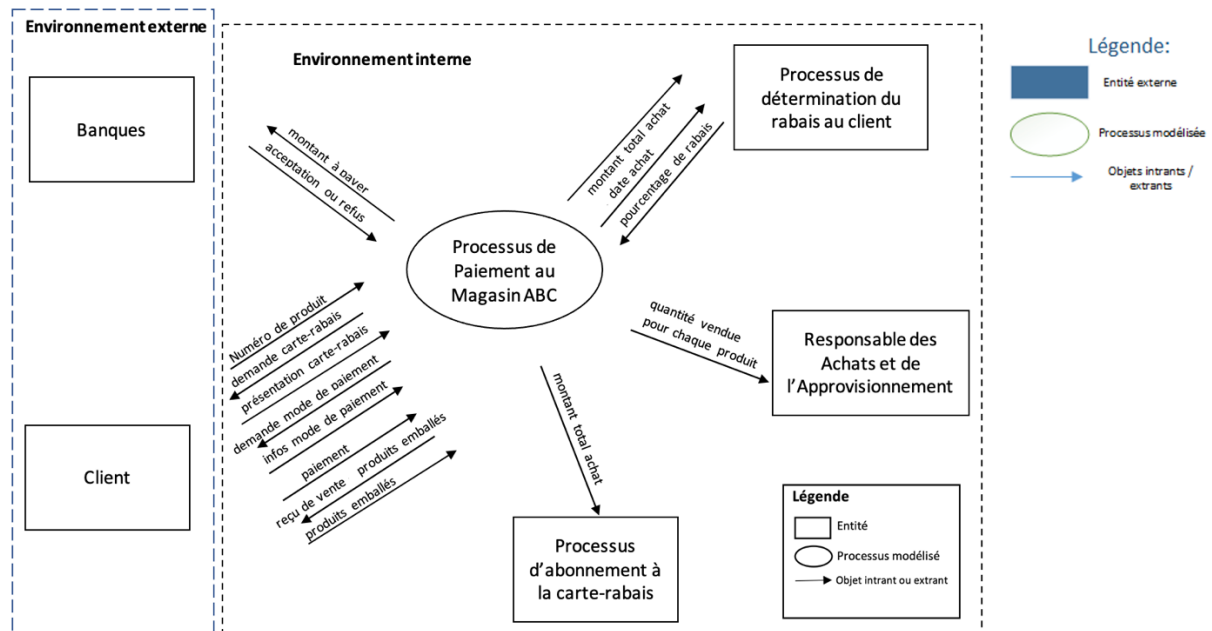 Environnement externe
Banques
Client
Environnement interne
montant à payer
acceptation ou refus
montant total achat
date achat
pourcentage de rabais
Processus de
détermination du
rabais au client
Processus de
Paiement au
Magasin ABC
Numéro de produit
demande carte-rabais
présentation carte-rabais
demande mode de paiement
infos mode de paiement
paiement
reçu de vente produits emballés
produits emballés
quantité vendue
pour chaque produit
Responsable des
Achats et de
l’Approvisionnement
montant total achat
Processus
d’abonnement à
la carte-rabais
Légende
Entité
Processus modélisé
Objet intrant ou extrant
Légende:
Entité externe
Processus modélisée
Objets intrants /
extrants